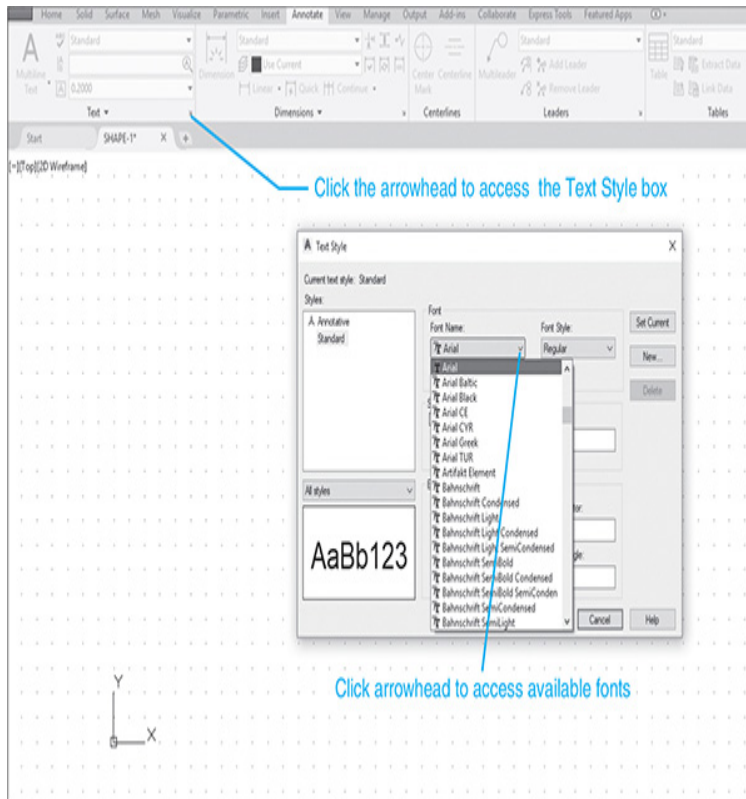 Home Solid Surface Mesh Visualize Parametric Insert Annotate View Manage Output Add-ins Collaborate Express Tools Featured Apps
Standard Standard Standard Standard
Use Current Add Leader Extract Data
Multiline Text Dimension Center Mark Centerline Multileader Table
0.2000 Linear Quick Continue Remove Leader Link Data
Text Dimensions Centerlines Leaders Tables
Start SHAPE-1* X +
[−][Top][2D Wireframe]
Click the arrowhead to access the Text Style box
A Text Style X
Current text style: Standard
Styles:
Annotative
Standard
Font
Font Name: Font Style:
Arial Regular
Set Current
New...
Delete
Arial
Arial Baltic
Arial Black
Arial CE
Arial CYR
Arial Greek
Arial TUR
Artifakt Element
Bahnschrift
Bahnschrift Condensed
Bahnschrift Light
Bahnschrift Light Condensed
Bahnschrift Light SemiCondensed
Bahnschrift SemiBold
Bahnschrift SemiBold Condensed
Bahnschrift SemiBold SemiConden
Bahnschrift SemiCondensed
Bahnschrift SemiLight
All styles
AaBb123
Cancel Help
Click arrowhead to access available fonts
Y
X